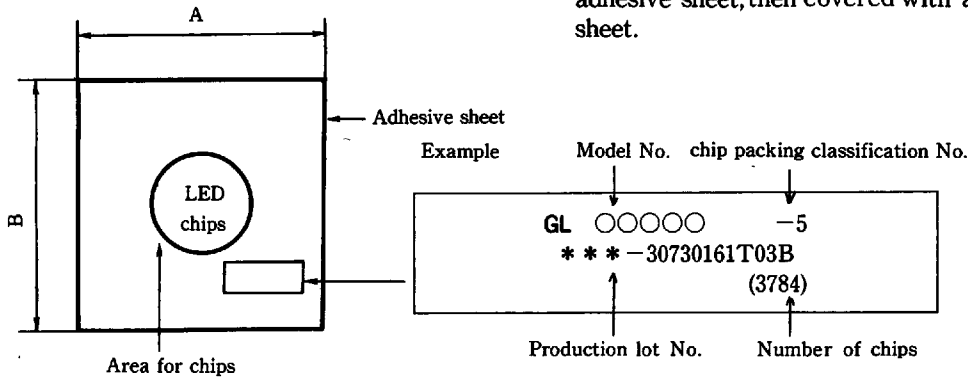 adhesive sheet, then covered with a
sheet.
A
B
Adhesive sheet
LED
chips
Area for chips
Example
Model No.
chip packing classification No.
GL ○○○○○ −5
* * * −30730161T03B
(3784)
Production lot No.
Number of chips